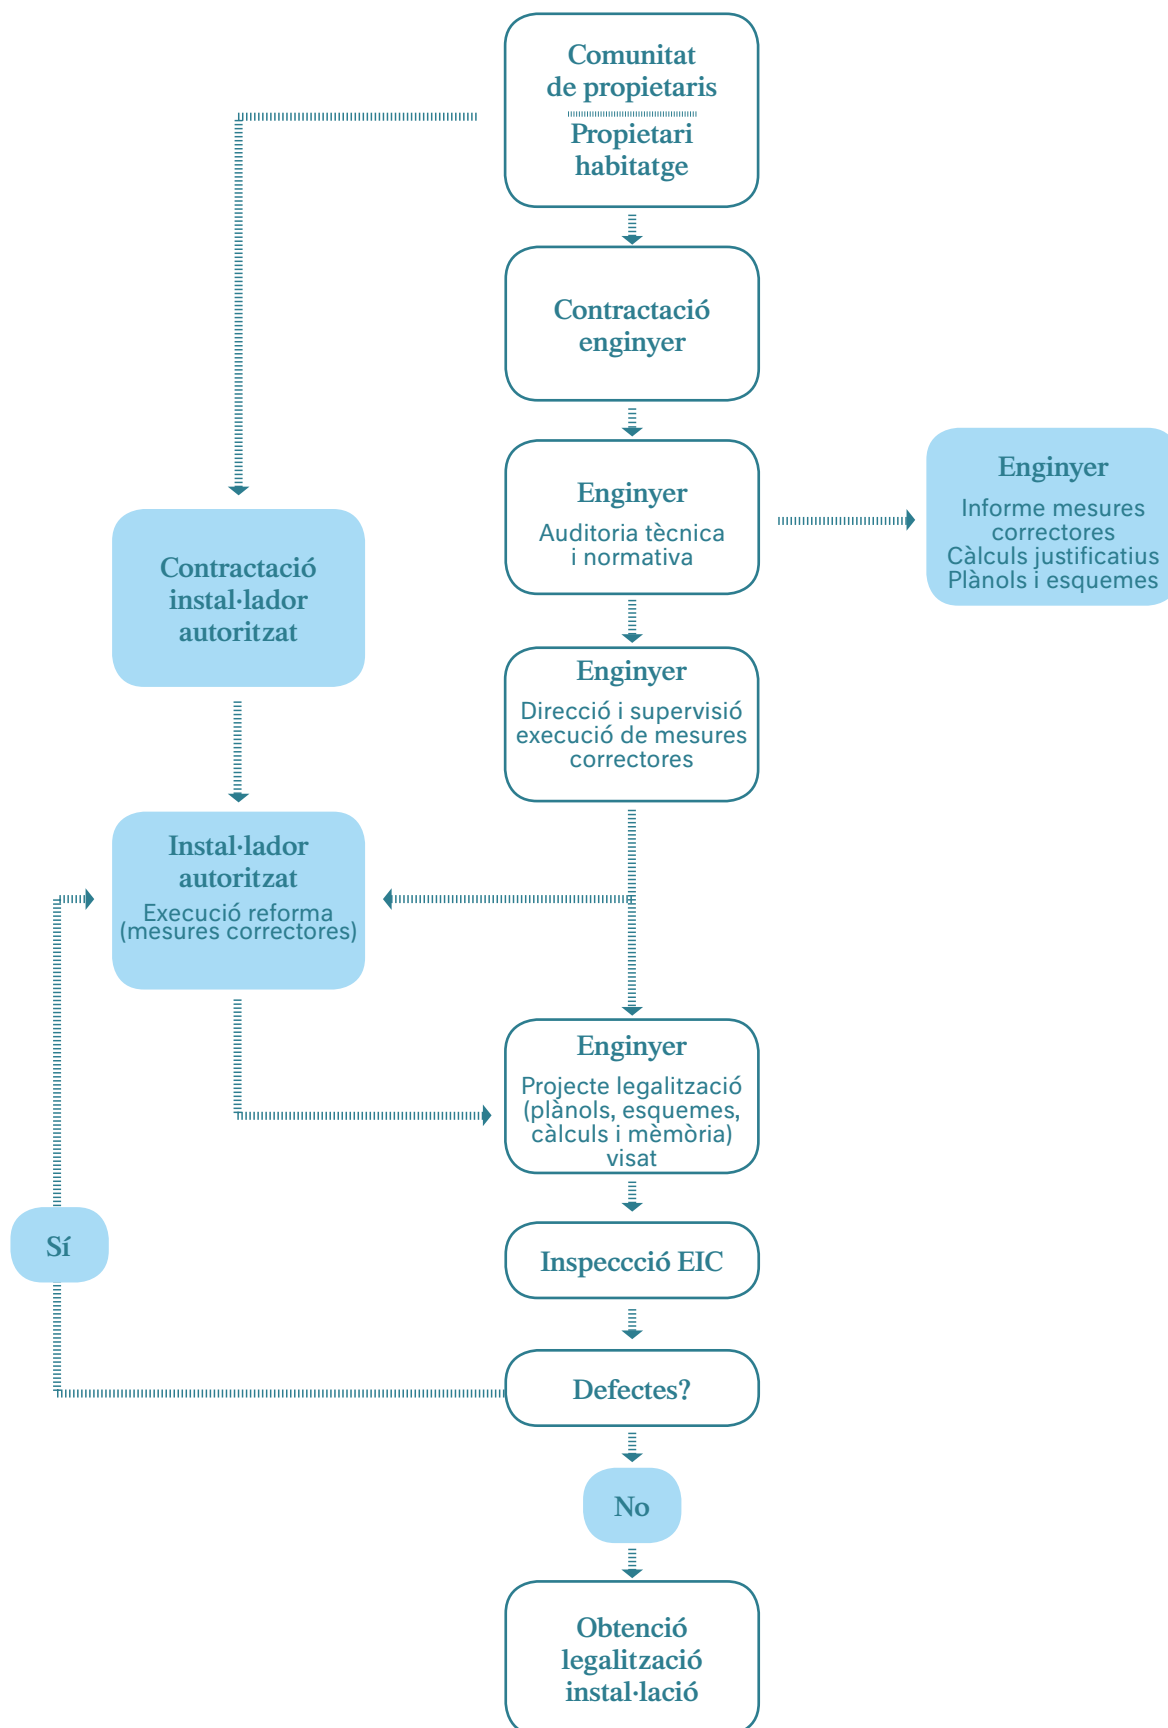 Comunitat
de propietaris
Propietari
habitatge
Contractació
enginyer
Enginyer
Auditoria tècnica
i normativa
Enginyer
Informe mesures
correctores
Càlculs justificatius
Plànols i esquemes
Contractació
instal·lador
autoritzat
Enginyer
Direcció i supervisió
execució de mesures
correctores
Instal·lador
autoritzat
Execució reforma
(mesures correctores)
Enginyer
Projecte legalització
(plànols, esquemes,
càlculs i mèmòria)
visat
Sí
Inspeccció EIC
Defectes?
No
Obtenció
legalització
instal·lació